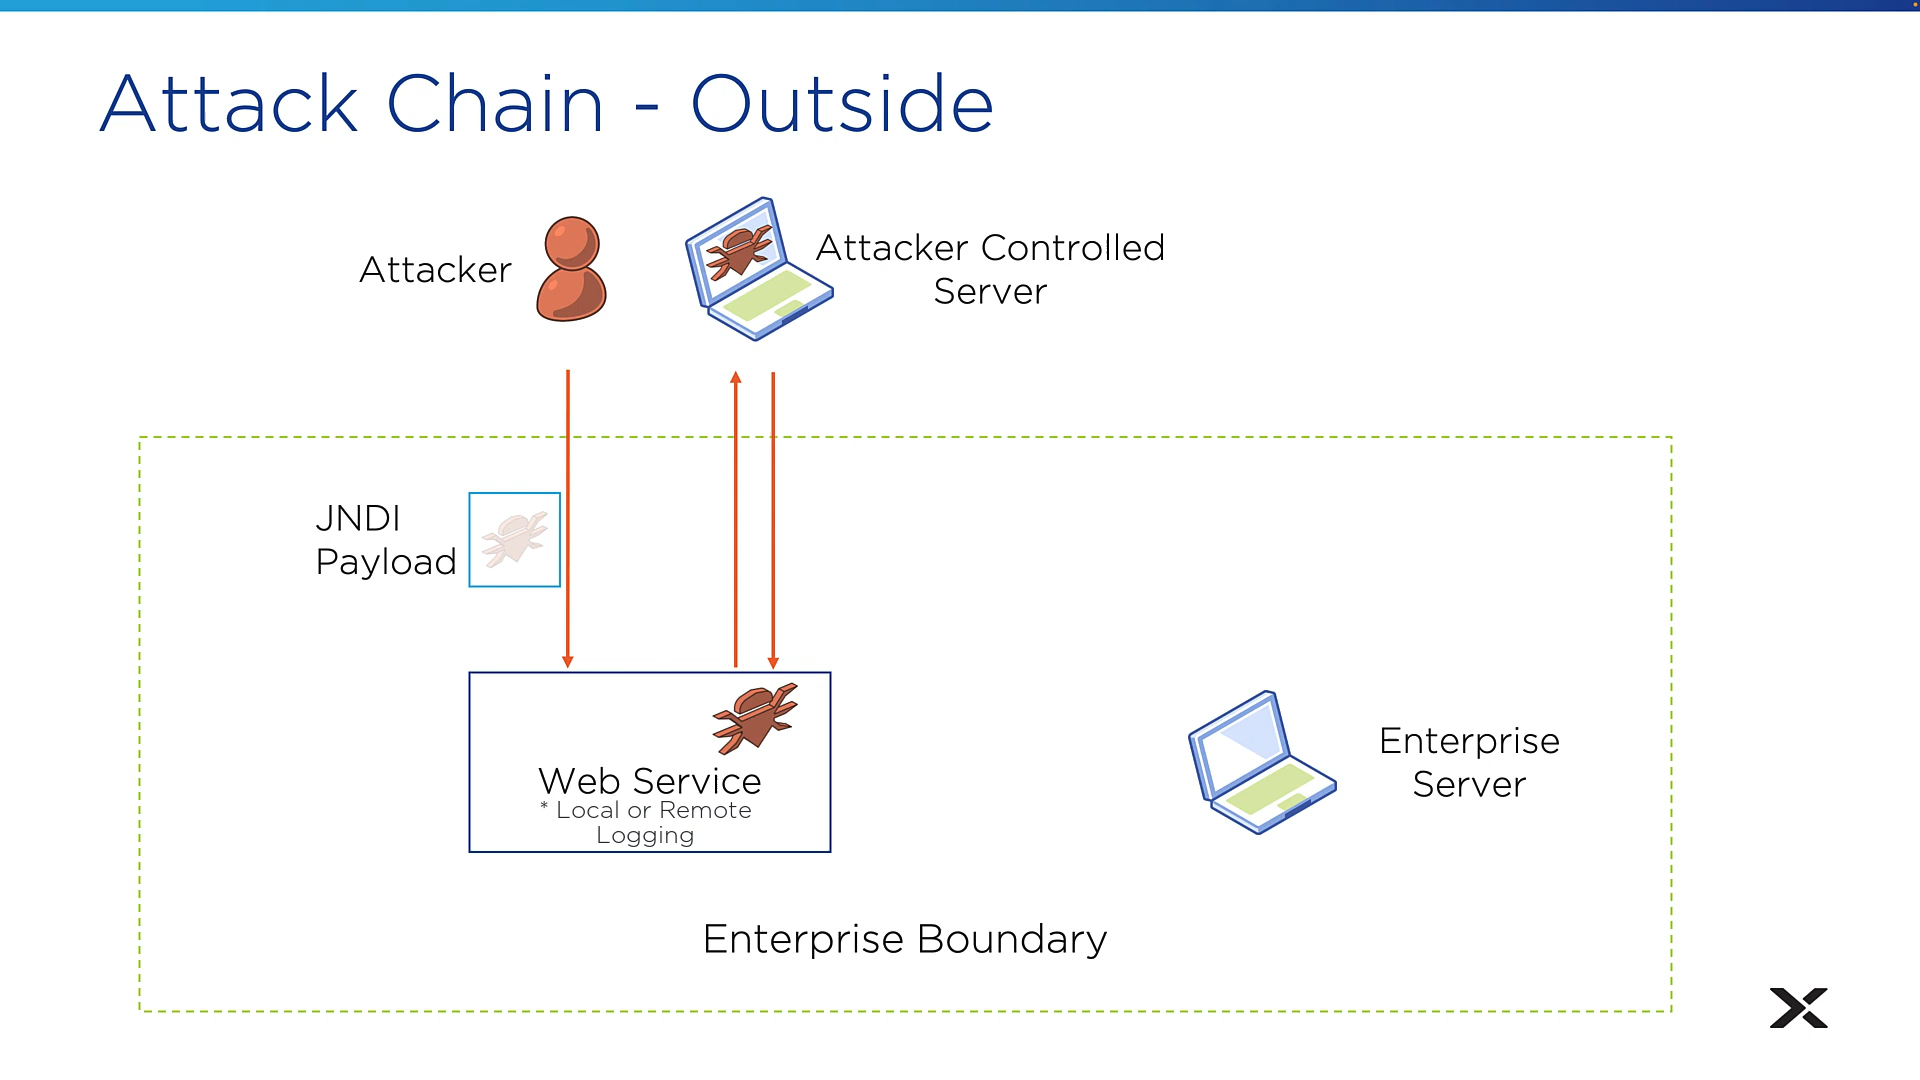 Attack Chain - Outside
Attacker
Attacker Controlled
Server
JNDI
Payload
Web Service
* Local or Remote
Logging
Enterprise
Server
Enterprise Boundary